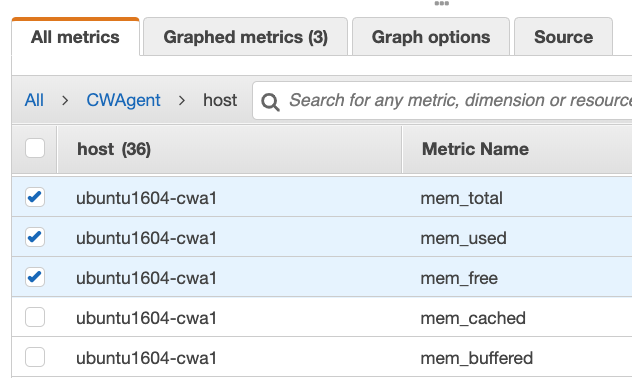 All metrics Graphed metrics (3) Graph options Source
All > CWAgent > host Search for any metric, dimension or resource
host (36) Metric Name
ubuntu1604-cwa1 mem_total
ubuntu1604-cwa1 mem_used
ubuntu1604-cwa1 mem_free
ubuntu1604-cwa1 mem_cached
ubuntu1604-cwa1 mem_buffered